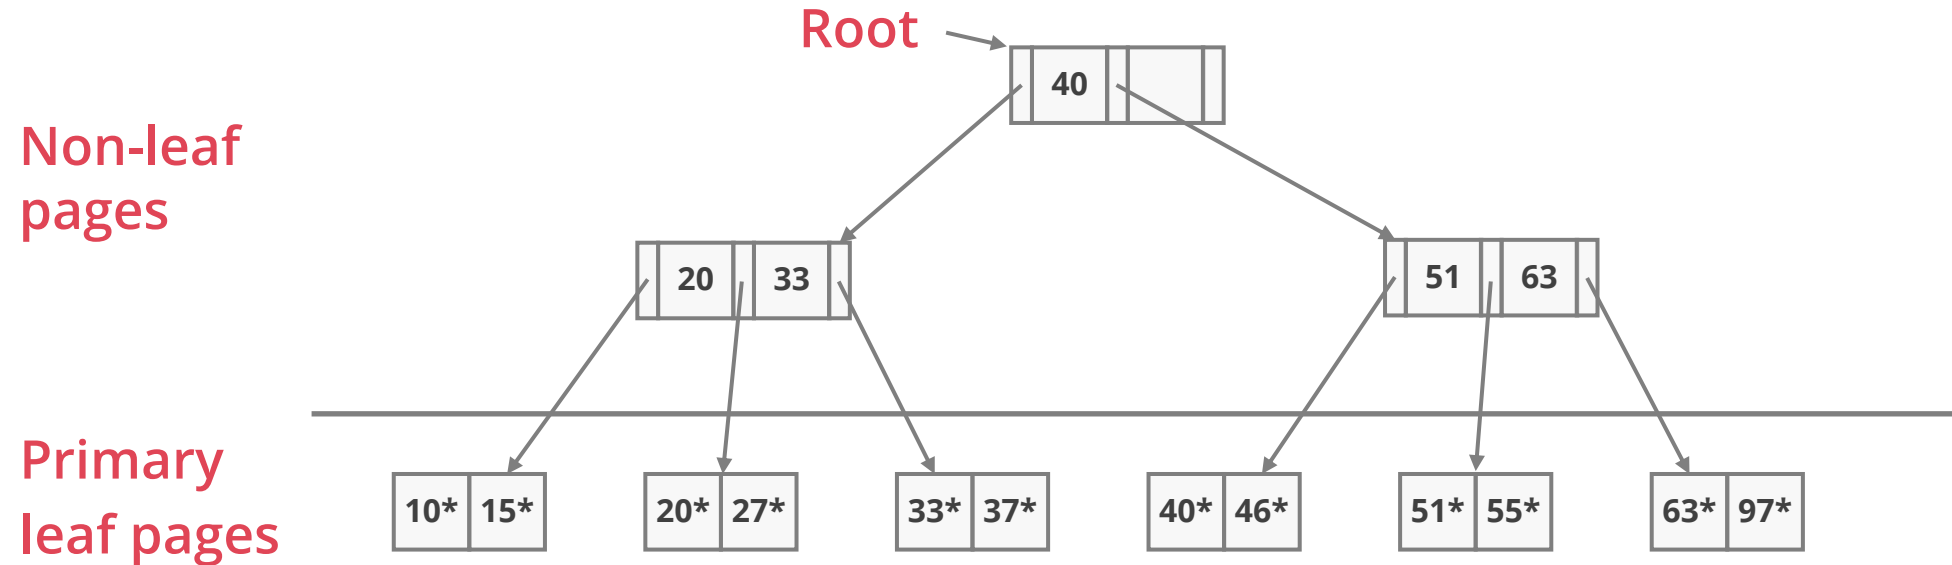 Root
40
Non-leaf
pages
20 33
51 63
Primary
leaf pages
10* 15*
20* 27*
33* 37*
40* 46*
51* 55*
63* 97*